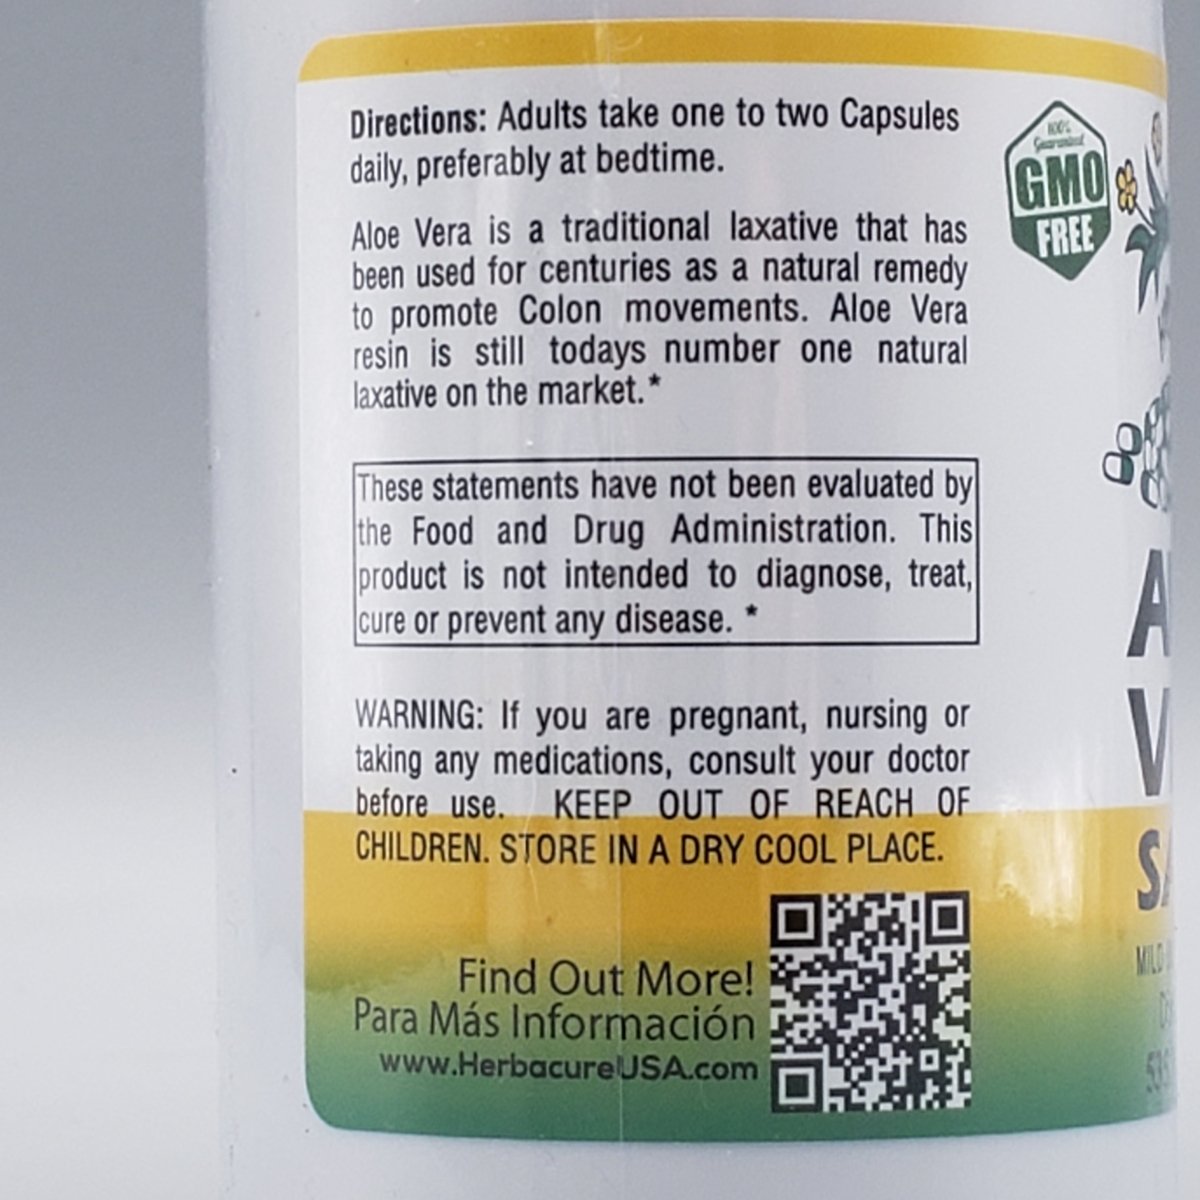 Directions: Adults take one to two Capsules
daily, preferably at bedtime.
Aloe Vera is a traditional laxative that has
been used for centuries as a natural remedy
to promote Colon movements. Aloe Vera
resin is still todays number one natural
laxative on the market.*
These statements have not been evaluated by
the Food and Drug Administration. This
product is not intended to diagnose, treat,
cure or prevent any disease. *
WARNING: If you are pregnant, nursing or
taking any medications, consult your doctor
before use. KEEP OUT OF REACH OF
CHILDREN. STORE IN A DRY COOL PLACE.
Find Out More!
Para Más Información
www.HerbacureUSA.com
100%
Guaranteed
GMO
FREE
A
V
SA
MILD